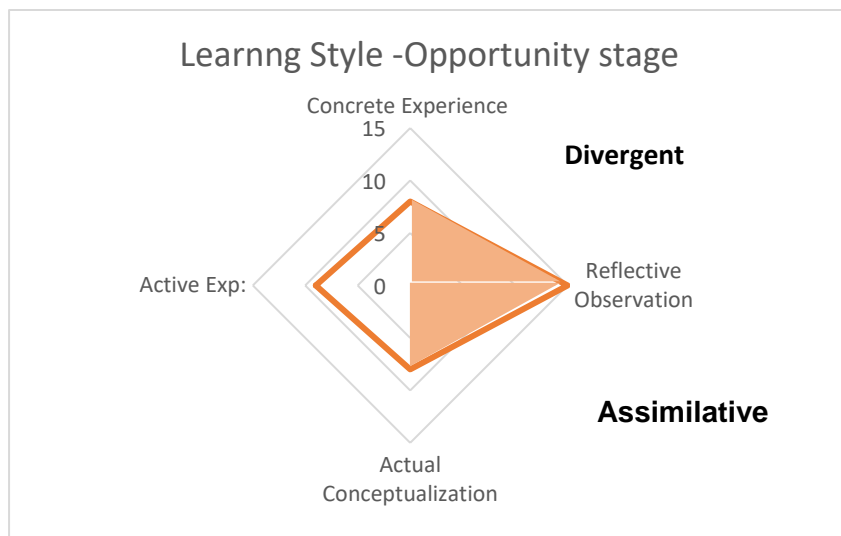 Learnng Style -Opportunity stage
Concrete Experience
15
Divergent
10
5
Active Exp:
0
Reflective
Observation
Assimilative
Actual
Conceptualization